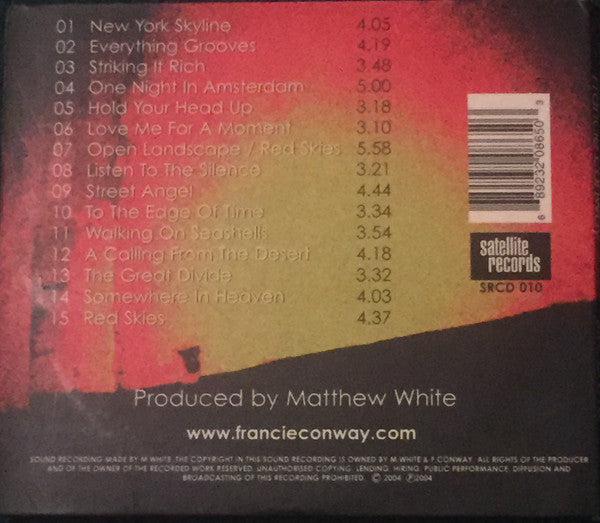 01 New York Skyline 4.05
02 Everything Grooves 4.19
03 Striking It Rich 3.48
04 One Night In Amsterdam 5.00
05 Hold Your Head Up 3.18
06 Love Me For A Moment 3.10
07 Open Landscape / Red Skies 5.58
08 Listen To The Silence 3.21
09 Street Angel 4.44
10 To The Edge Of Time 3.34
11 Walking On Seashells 3.54
12 A Calling From The Desert 4.18
13 The Great Divide 3.32
14 Somewhere In Heaven 4.03
15 Red Skies 4.37
6 89232 08650 3
satellite
records
SRCD 010
Produced by Matthew White
www.francieconway.com
SOUND RECORDING MADE BY M WHITE. THE COPYRIGHT IN THIS SOUND RECORDING IS OWNED BY M.WHITE & F.CONWAY. ALL RIGHTS OF THE PRODUCER
AND OF THE OWNER OF THE RECORDED WORK RESERVED. UNAUTHORISED COPYING, LENDING, HIRING, PUBLIC PERFORMANCE, DIFFUSION AND
BROADCASTING OF THIS RECORDING PROHIBITED. © 2004 ℗2004